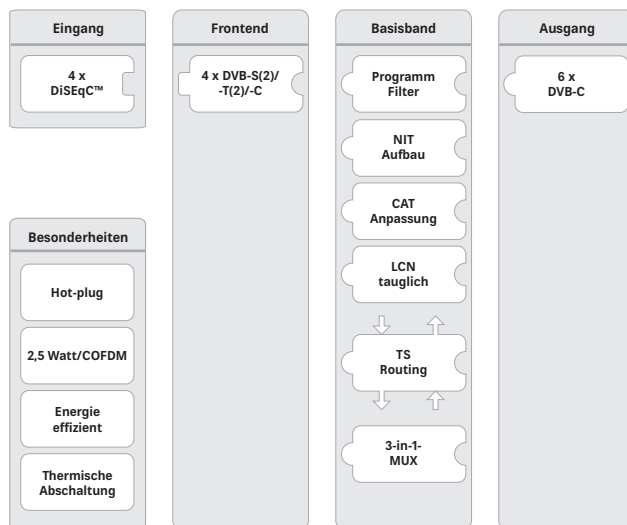 Eingang
4 x
DiSEqC™
Besonderheiten
Hot-plug
2,5 Watt/COFDM
Energie
effizient
Thermische
Abschaltung
Frontend
4 x DVB-S(2)/
-T(2)/-C
Basisband
Programm
Filter
NIT
Aufbau
CAT
Anpassung
LCN
tauglich
TS
Routing
3-in-1-
MUX
Ausgang
6 x
DVB-C